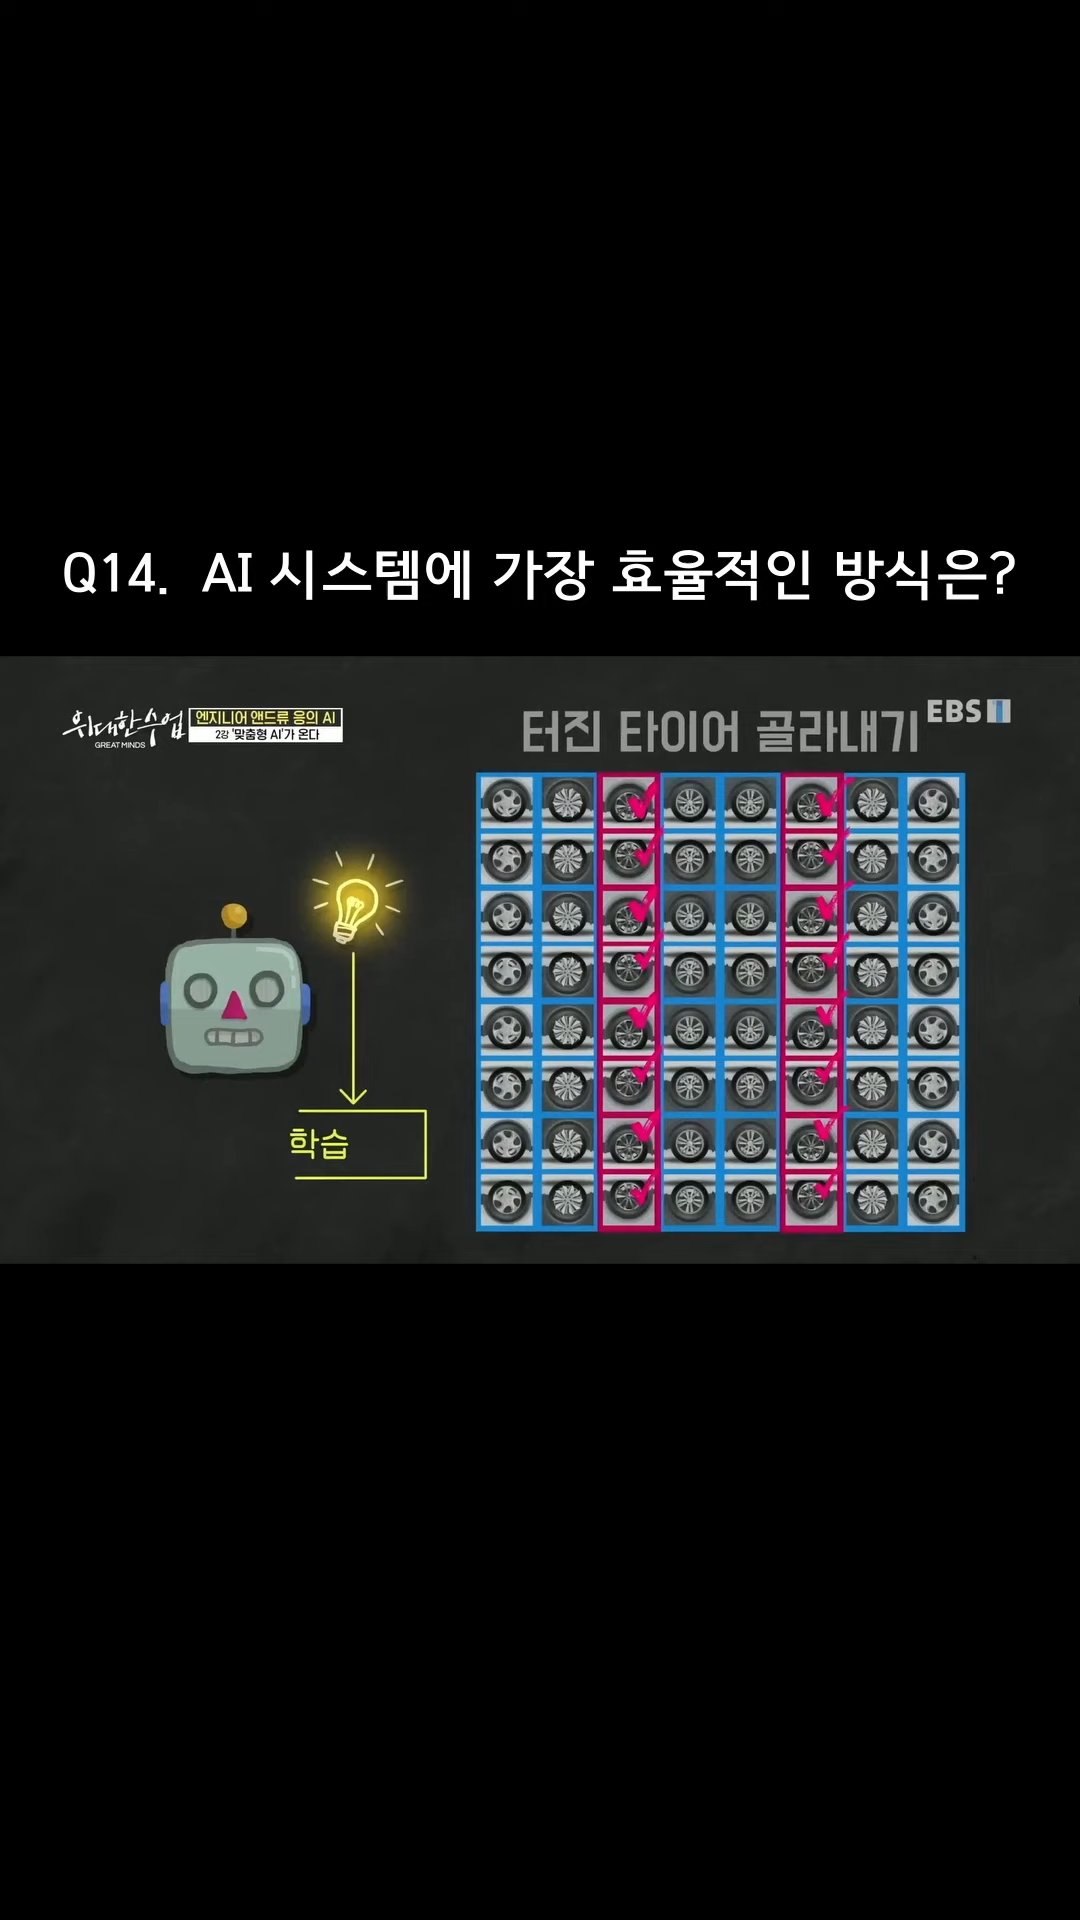 Q14. AI 시스템에 가장 효율적인 방식은?
위대한수업
GREAT MINDS
엔지니어 앤드류 응의 AI
2강 '맞춤형 AI'가 온다
터진 타이어 골라내기
EBS 1
학습